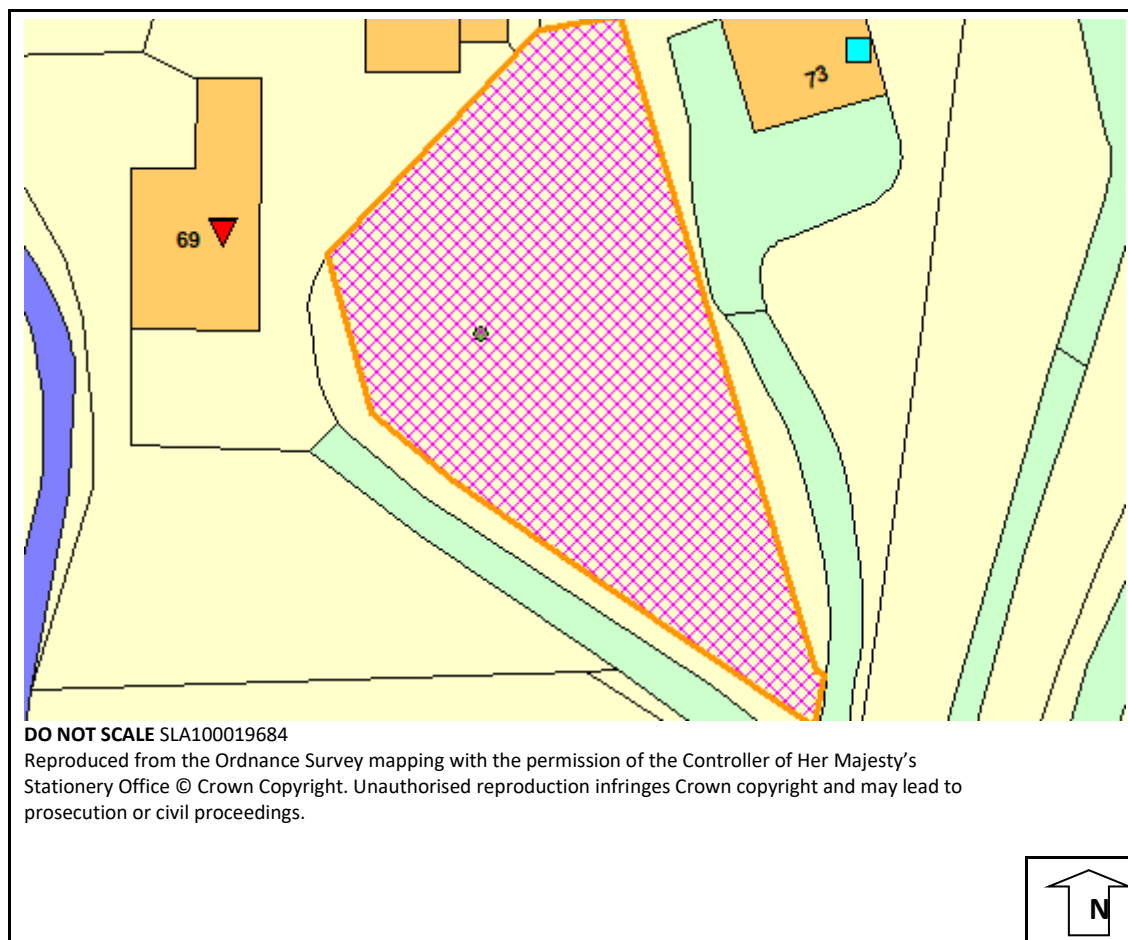 73
69
DO NOT SCALE SLA100019684
Reproduced from the Ordnance Survey mapping with the permission of the Controller of Her Majesty's
Stationery Office © Crown Copyright. Unauthorised reproduction infringes Crown copyright and may lead to
prosecution or civil proceedings.
N